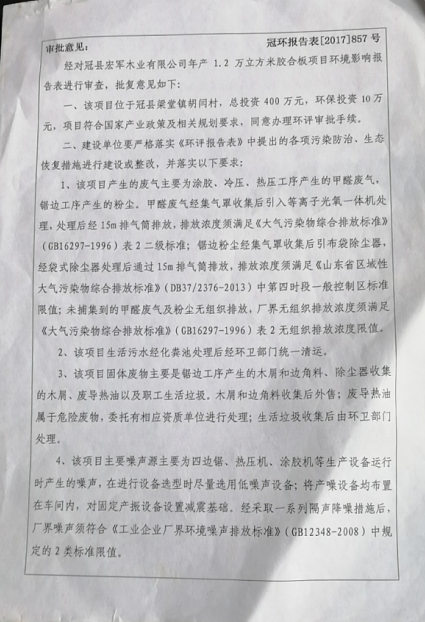 审批意见：
冠环报告表[2017]857 号
经对冠县宏军木业有限公司年产 1.2 万立方米胶合板项目环境影响报
告表进行审查，批复意见如下：
一、该项目位于冠县梁堂镇胡闫村，总投资 400 万元，环保投资 10 万
元，项目符合国家产业政策及相关规划要求、同意办理环评审批手续。
二、建设单位要严格落实《环评报告表》中提出的各项污染防治、生态
恢复措施进行建设或整改，并落实以下要求：
1、该项目产生的废气主要为涂胶、冷压、热压工序产生的甲醛废气，
锯边工序产生的粉尘。甲醛废气经集气罩收集后引入等离子光氧一体机处
理，处理后经 15m 排气筒排放，排放浓度须满足《大气污染物综合排放标准》
（GB16297-1996）表 2 二级标准；锯边粉尘经集气罩收集后引布袋除尘器，
经袋式除尘器处理后通过 15m 排气筒排放，排放浓度须满足《山东省区域性
大气污染物综合排放标准》（DB37/2376-2013）中第四时段一般控制区标准
限值；未捕集到的甲醛废气及粉尘无组织排放，厂界无组织排放浓度须满足
《大气污染物综合排放标准》（GB16297-1996）表 2 无组织排放浓度限值。
2、该项目生活污水经化粪池处理后经环卫部门统一清运。
3、该项目固体废物主要是锯边工序产生的木屑和边角料、除尘器收集
的木屑、废导热油以及职工生活垃圾。木屑和边角料收集后外售；废导热油
属于危险废物，委托有相应资质单位进行处理；生活垃圾收集后由环卫部门
处理。
4、该项目主要噪声源主要为四边锯、热压机、涂胶机等生产设备运行
时产生的噪声，在进行设备选型时尽量选用低噪声设备；将产噪设备均布置
在车间内，对固定产振设备设置减震基础。经采取一系列隔声降噪措施后，
厂界噪声须符合《工业企业厂界环境噪声排放标准》（GB12348-2008）中规
定的 2 类标准限值。